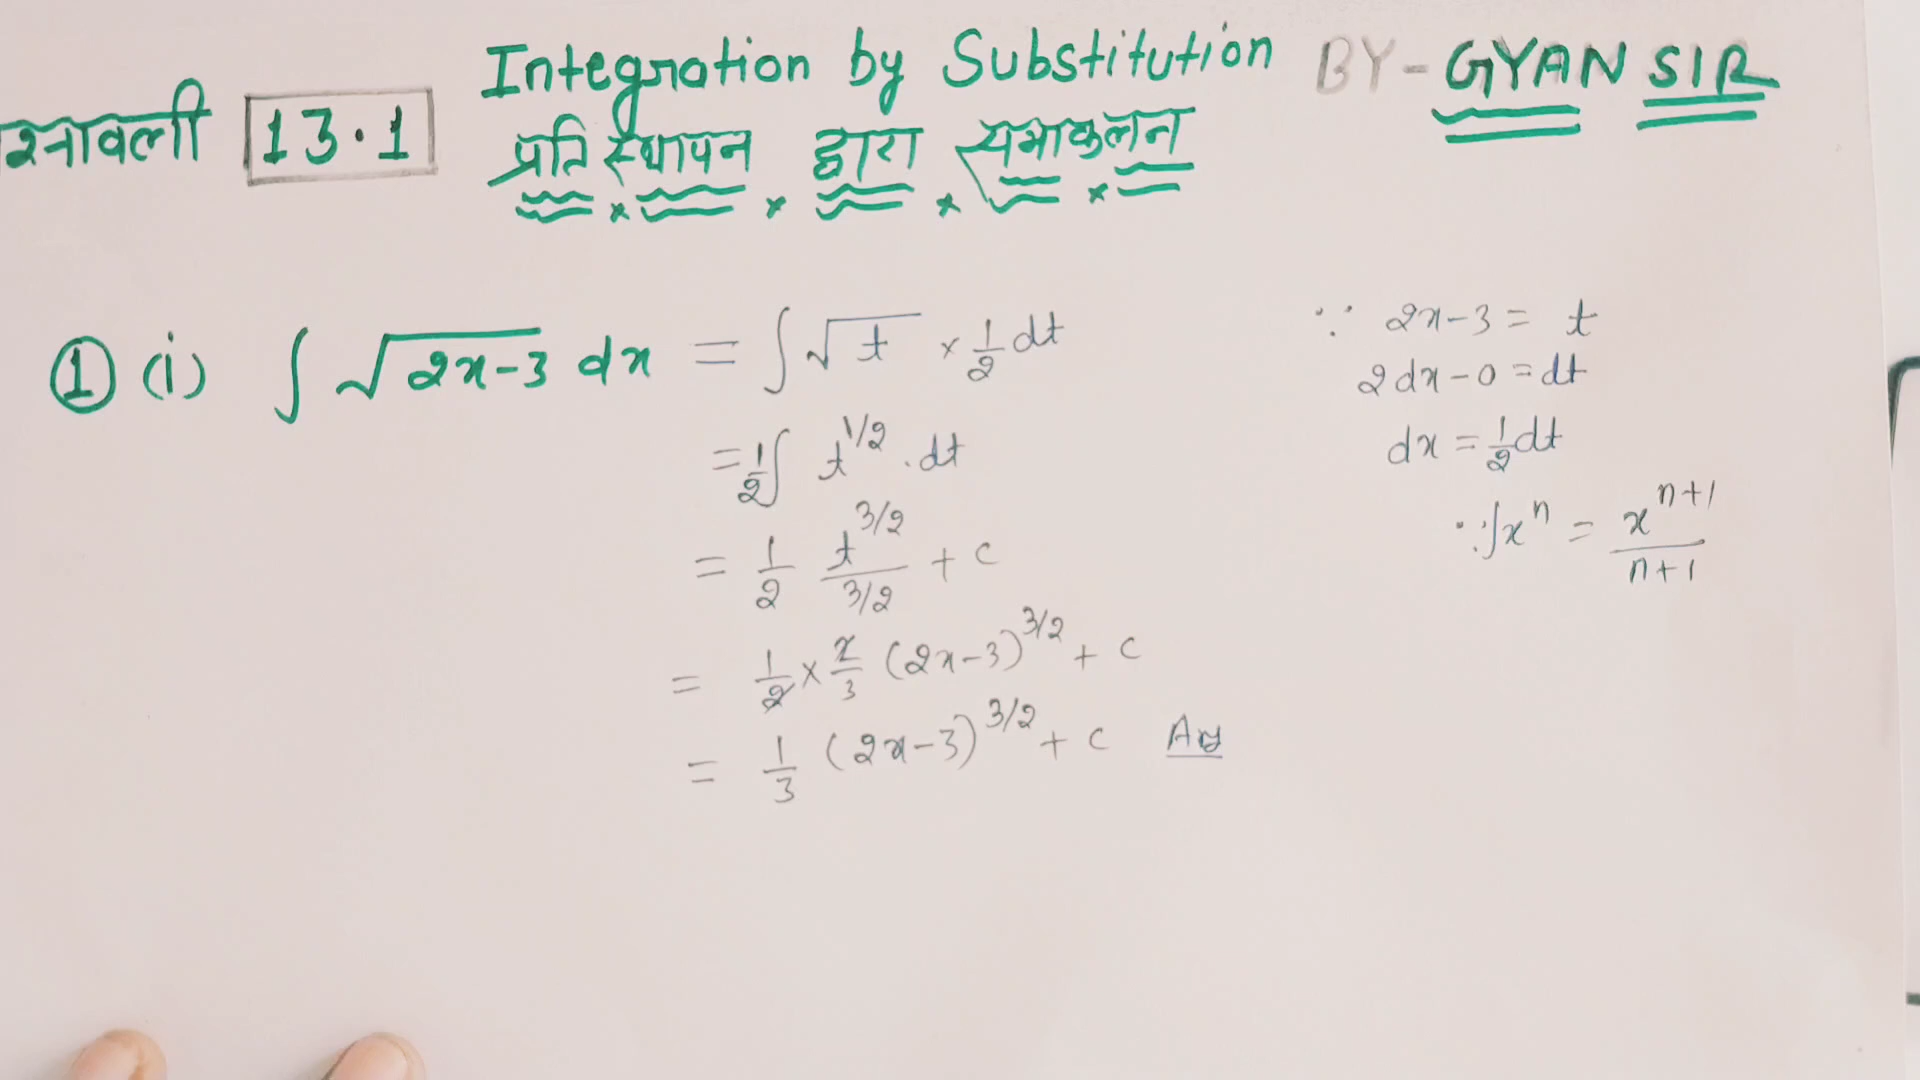 Integration by Substitution BY-GYAN SIR
श्नावली 13.1 प्रतिस्थापन द्वारा समाकलन
① (i) ∫ √(2x-3) dx = ∫ √t × 1/2 dt
∵ 2x-3 = t
= 1/2 ∫ t^(1/2) . dt
2dx-0 = dt
dx = 1/2 dt
= 1/2 t^(3/2)/(3/2) + c
∵ ∫x^n = x^(n+1)/(n+1)
= 1/2 × 2/3 (2x-3)^(3/2) + c
= 1/3 (2x-3)^(3/2) + c Ans